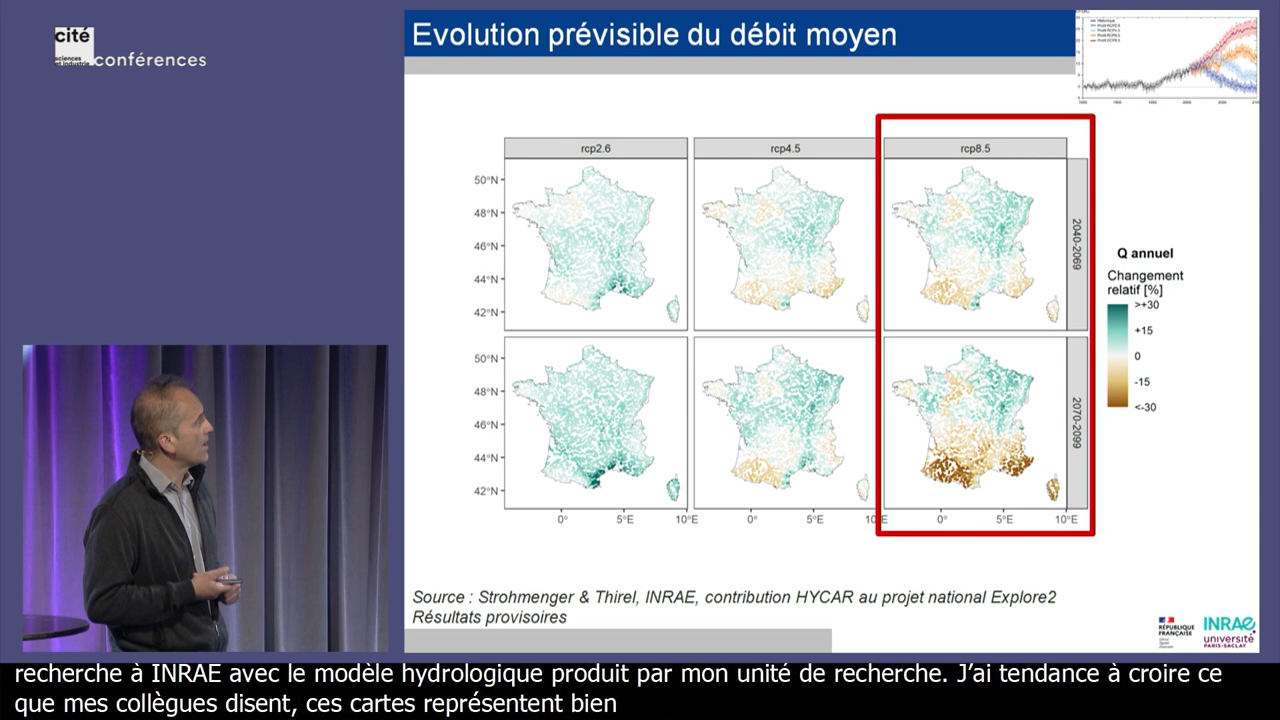 cité
sciences
et industrie
conférences
Evolution prévisible du débit moyen
rcp2.6
rcp4.5
rcp8.5
50°N
48°N
46°N
44°N
42°N
2040-2069
50°N
48°N
46°N
44°N
42°N
2070-2099
0°
5°E
10°E
0°
5°E
10°E
0°
5°E
10°E
Q annuel
Changement
relatif [%]
>+30
+15
0
-15
<-30
Source : Strohmenger & Thirel, INRAE, contribution HYCAR au projet national Explore2
Résultats provisoires
RÉPUBLIQUE
FRANÇAISE
INRAE
université
PARIS-SACLAY
recherche à INRAE avec le modèle hydrologique produit par mon unité de recherche. J’ai tendance à croire ce
que mes collègues disent, ces cartes représentent bien